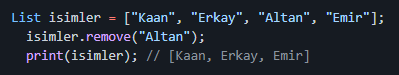 List isimler = ["Kaan", "Erkay", "Altan", "Emir"];
isimler.remove("Altan");
print(isimler); // [Kaan, Erkay, Emir]